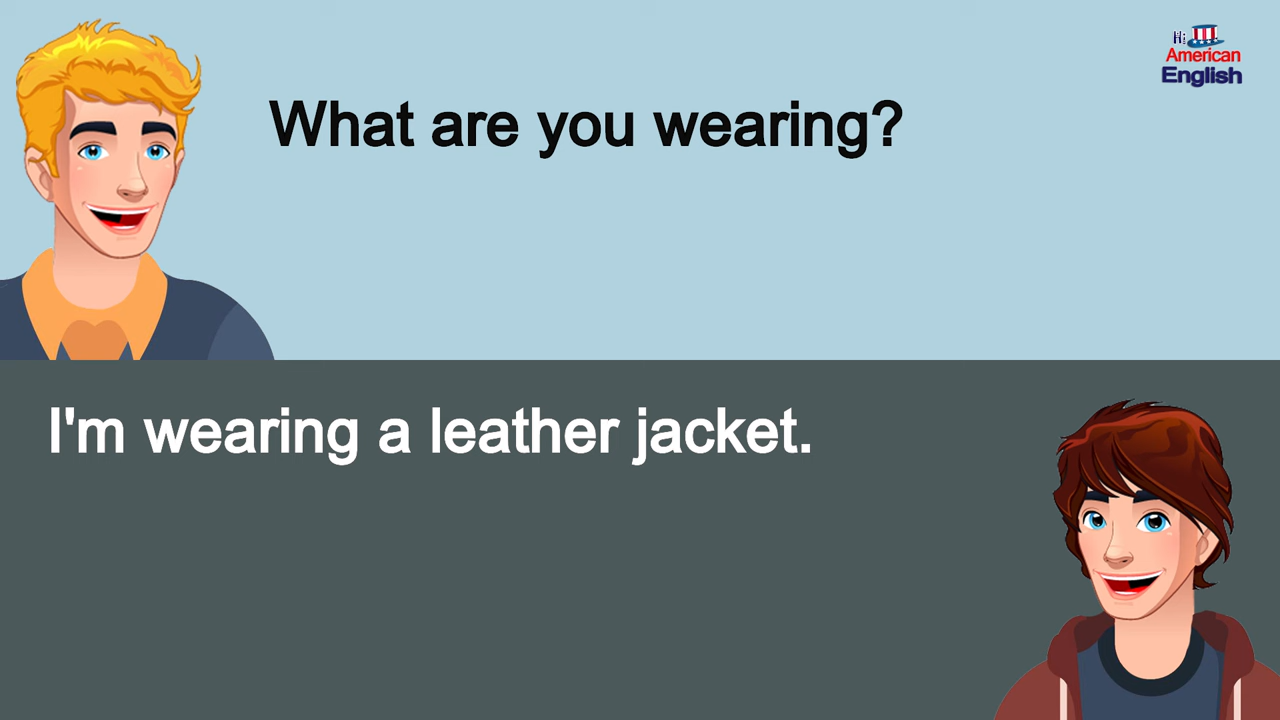 Hi
American
English
What are you wearing?
I'm wearing a leather jacket.